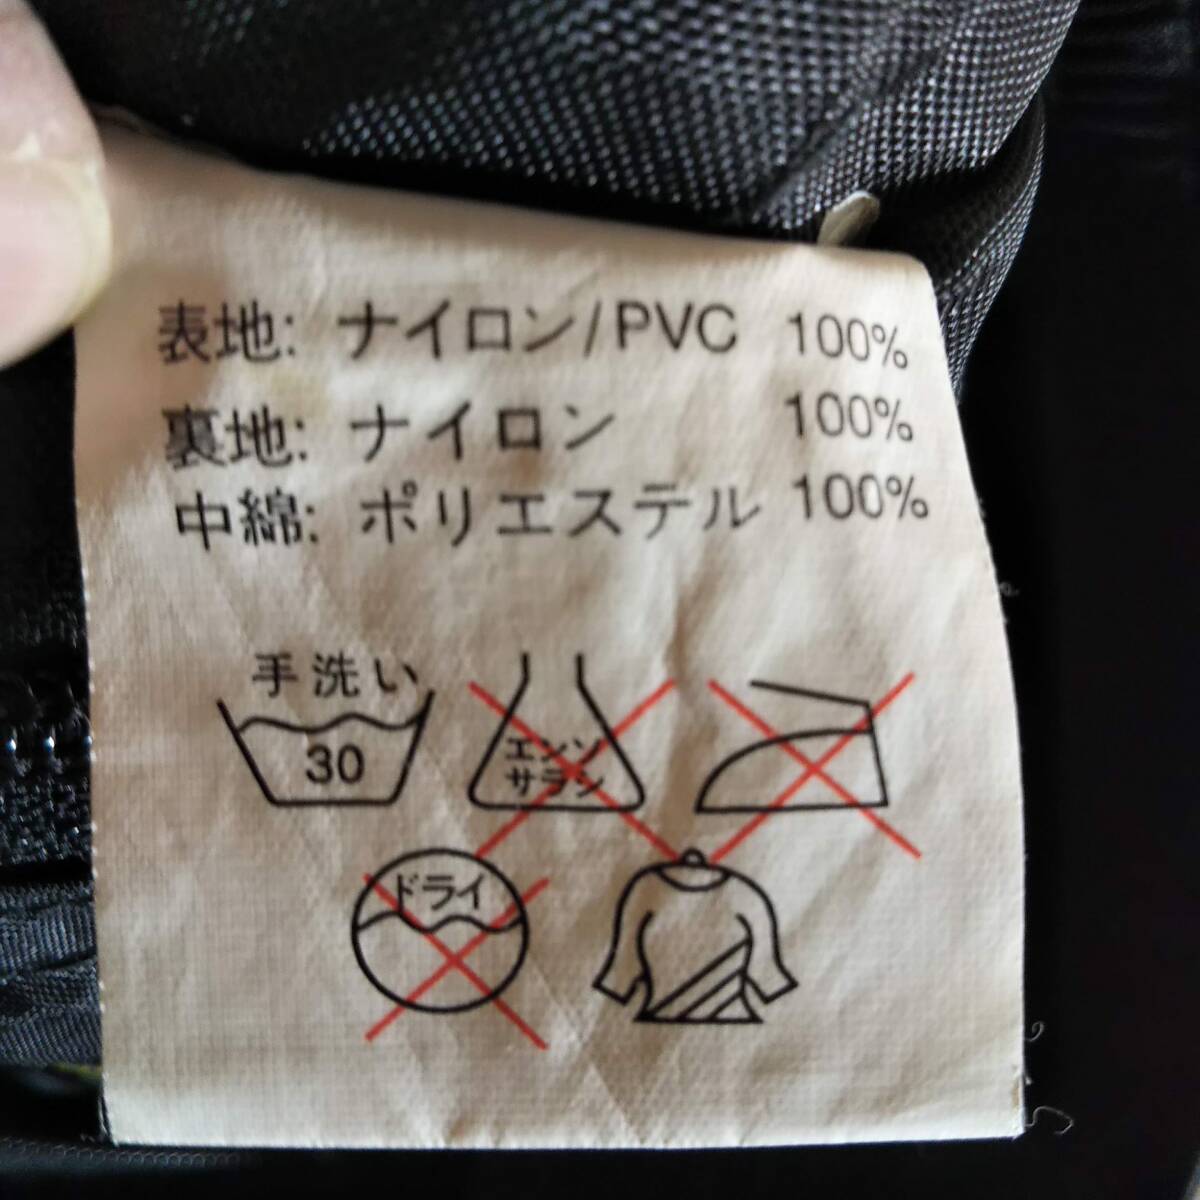 表地: ナイロン/PVC 100%
裏地: ナイロン 100%
中綿: ポリエステル 100%
手洗い
30
エンソ
サラシ
ドライ